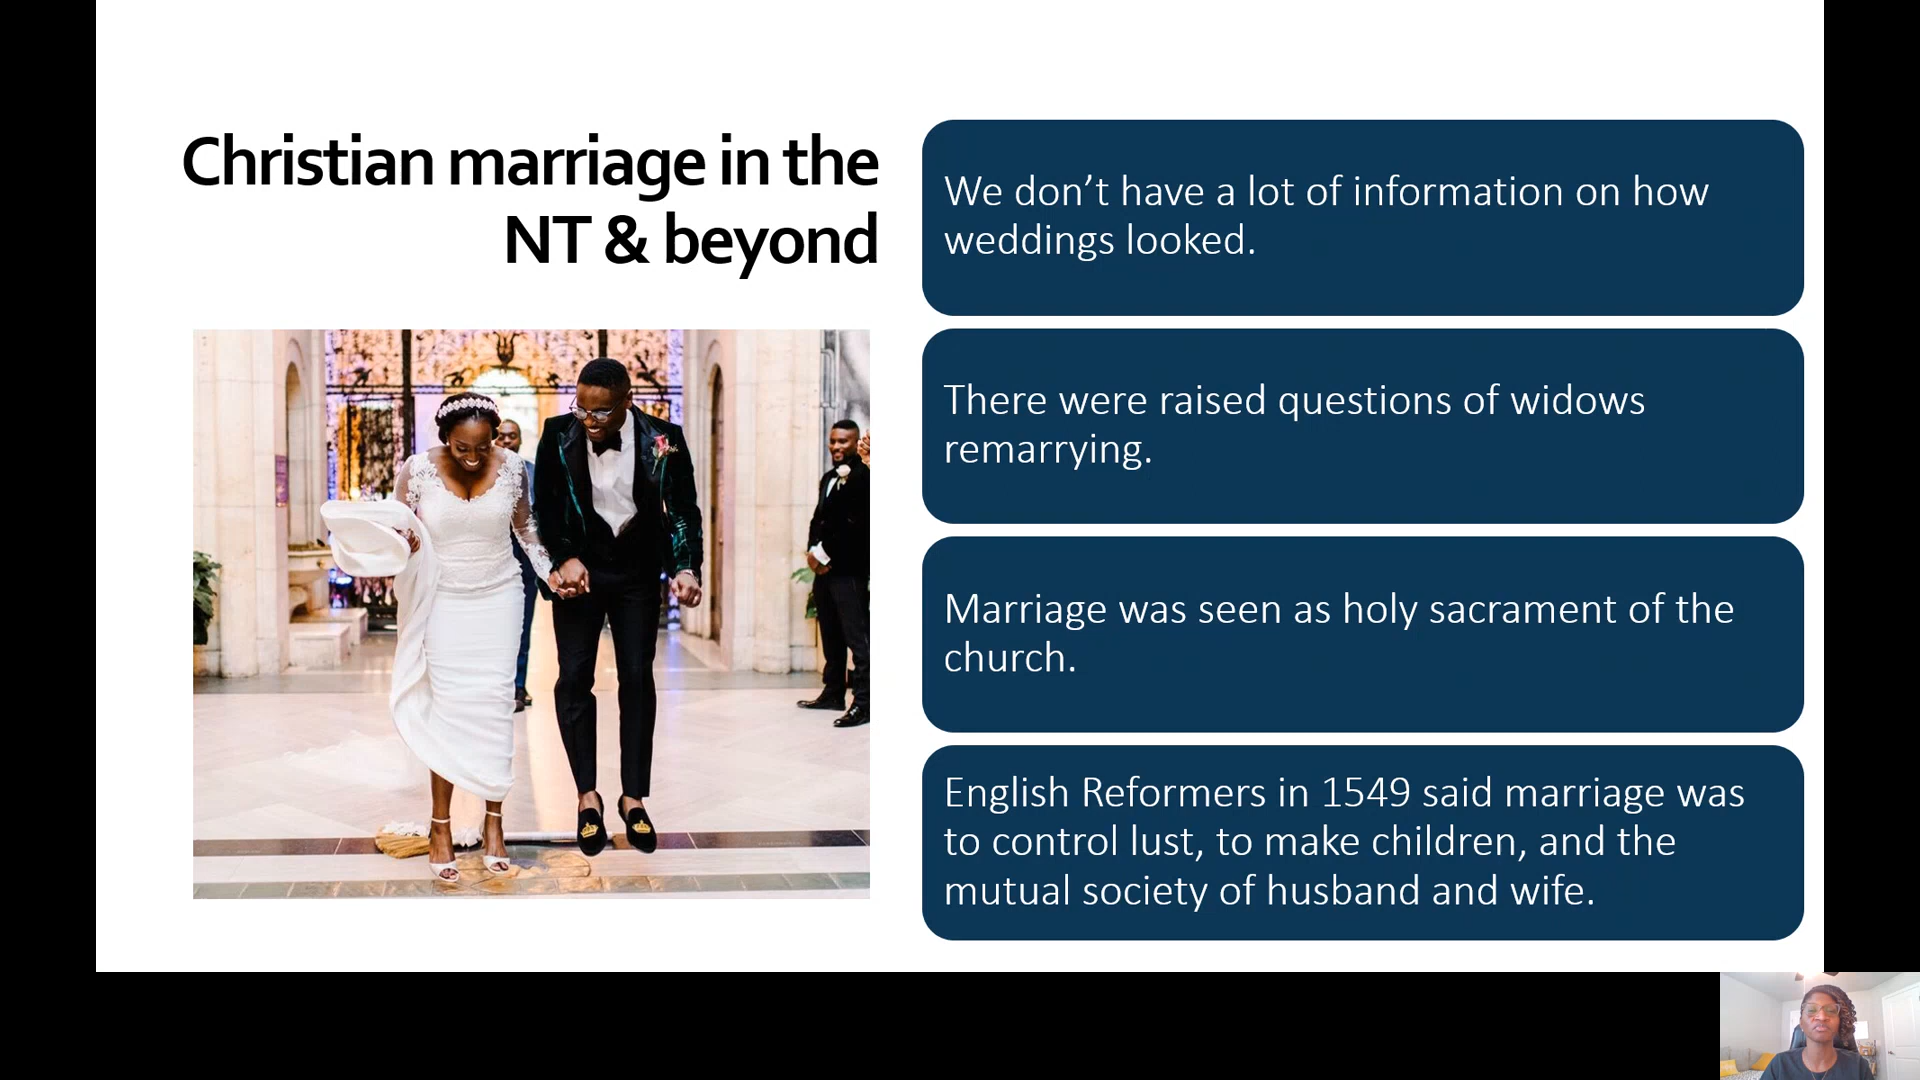 Christian marriage in the
NT & beyond
We don’t have a lot of information on how
weddings looked.
There were raised questions of widows
remarrying.
Marriage was seen as holy sacrament of the
church.
English Reformers in 1549 said marriage was
to control lust, to make children, and the
mutual society of husband and wife.